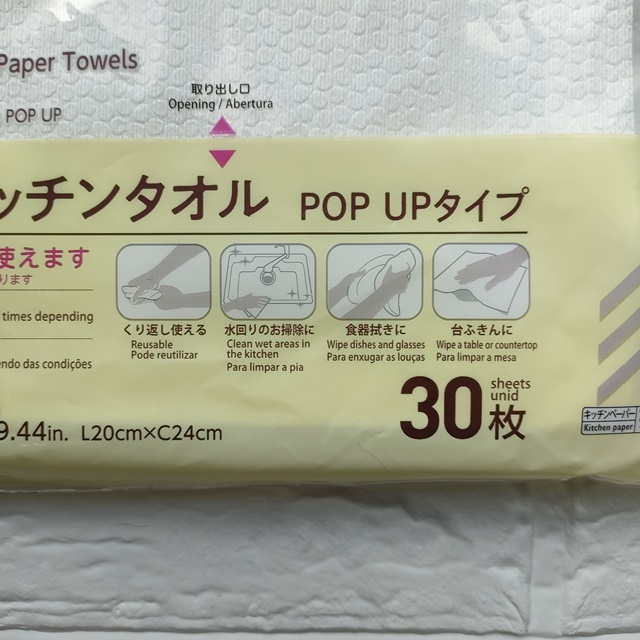 Paper Towels
POP UP
取り出し口
Opening / Abertura
ッチンタオル POP UPタイプ
使えます
ります
times depending
endo das condições
くり返し使える
Reusable
Pode reutilizar
水回りのお掃除に
Clean wet areas in
the kitchen
Para limpar a pia
食器拭きに
Wipe dishes and glasses
Para enxugar as louças
台ふきんに
Wipe a table or countertop
Para limpar a mesa
9.44in. L20cm×C24cm
30 sheets
unid
枚
キッチンペーパー
Kitchen paper